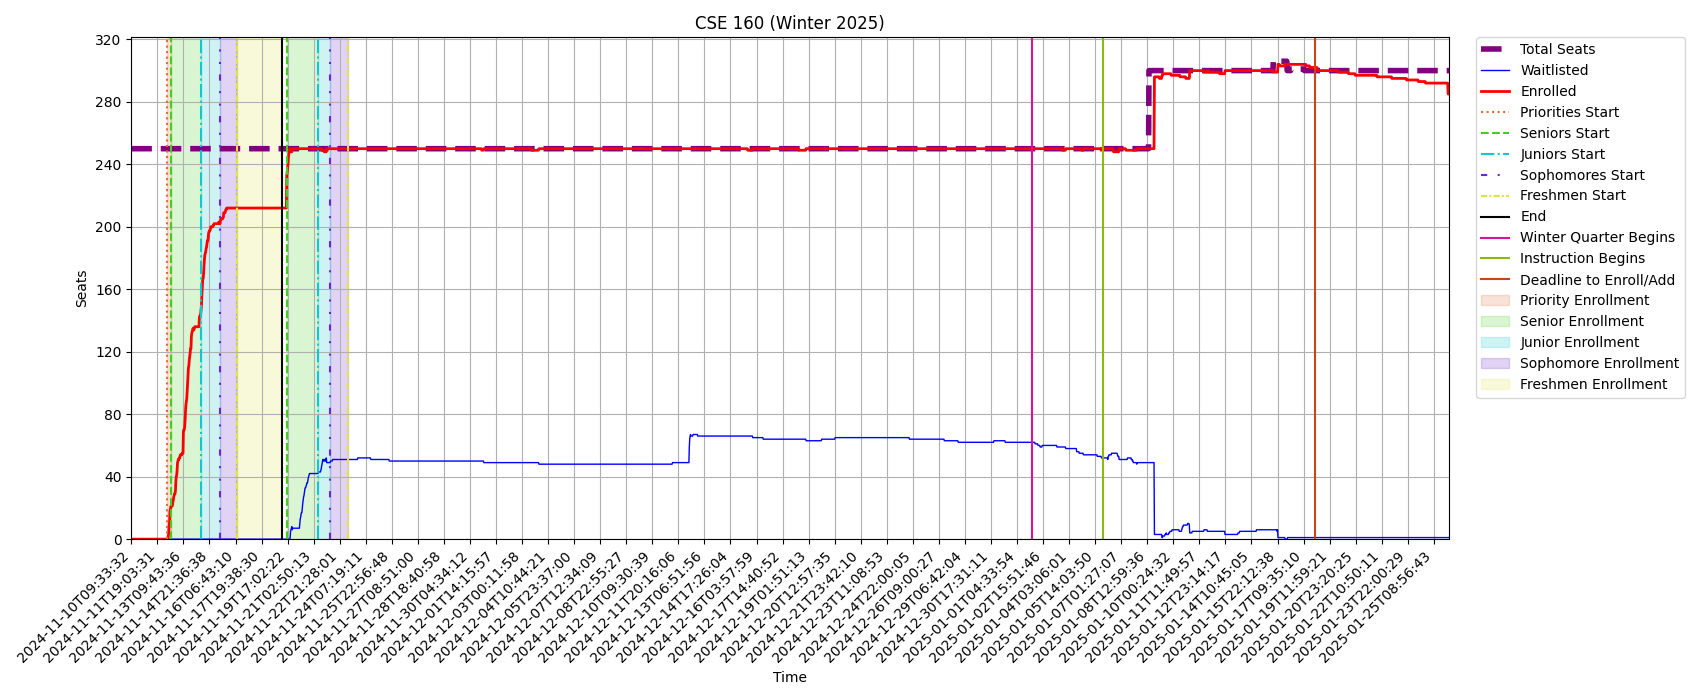 CSE 160 (Winter 2025)
320
280
240
200
160
120
80
40
0
Seats
2024-11-10T09:33:32
2024-11-11T19:03:31
2024-11-13T09:43:36
2024-11-14T21:36:38
2024-11-16T06:43:10
2024-11-17T19:38:30
2024-11-19T17:02:22
2024-11-21T02:50:13
2024-11-22T21:28:01
2024-11-24T07:19:11
2024-11-25T22:56:48
2024-11-27T08:51:00
2024-11-28T18:40:58
2024-11-30T04:34:12
2024-12-01T14:15:57
2024-12-03T00:11:58
2024-12-04T10:44:21
2024-12-05T23:37:00
2024-12-07T12:34:09
2024-12-08T22:55:27
2024-12-10T09:30:39
2024-12-11T20:16:06
2024-12-13T06:51:56
2024-12-14T17:26:04
2024-12-16T03:57:59
2024-12-17T14:40:52
2024-12-19T01:51:13
2024-12-20T12:57:35
2024-12-21T23:42:10
2024-12-23T11:08:53
2024-12-24T22:00:05
2024-12-26T09:00:27
2024-12-29T06:42:04
2024-12-30T17:31:11
2025-01-01T04:33:54
2025-01-02T15:51:46
2025-01-04T03:06:01
2025-01-05T14:03:50
2025-01-07T01:27:07
2025-01-08T12:59:36
2025-01-10T00:24:32
2025-01-11T11:49:57
2025-01-12T23:14:17
2025-01-14T10:45:05
2025-01-15T22:12:38
2025-01-17T09:35:10
2025-01-19T11:59:21
2025-01-20T23:20:25
2025-01-22T10:50:11
2025-01-23T22:00:29
2025-01-25T08:56:43
Time
Total Seats
Waitlisted
Enrolled
Priorities Start
Seniors Start
Juniors Start
Sophomores Start
Freshmen Start
End
Winter Quarter Begins
Instruction Begins
Deadline to Enroll/Add
Priority Enrollment
Senior Enrollment
Junior Enrollment
Sophomore Enrollment
Freshmen Enrollment